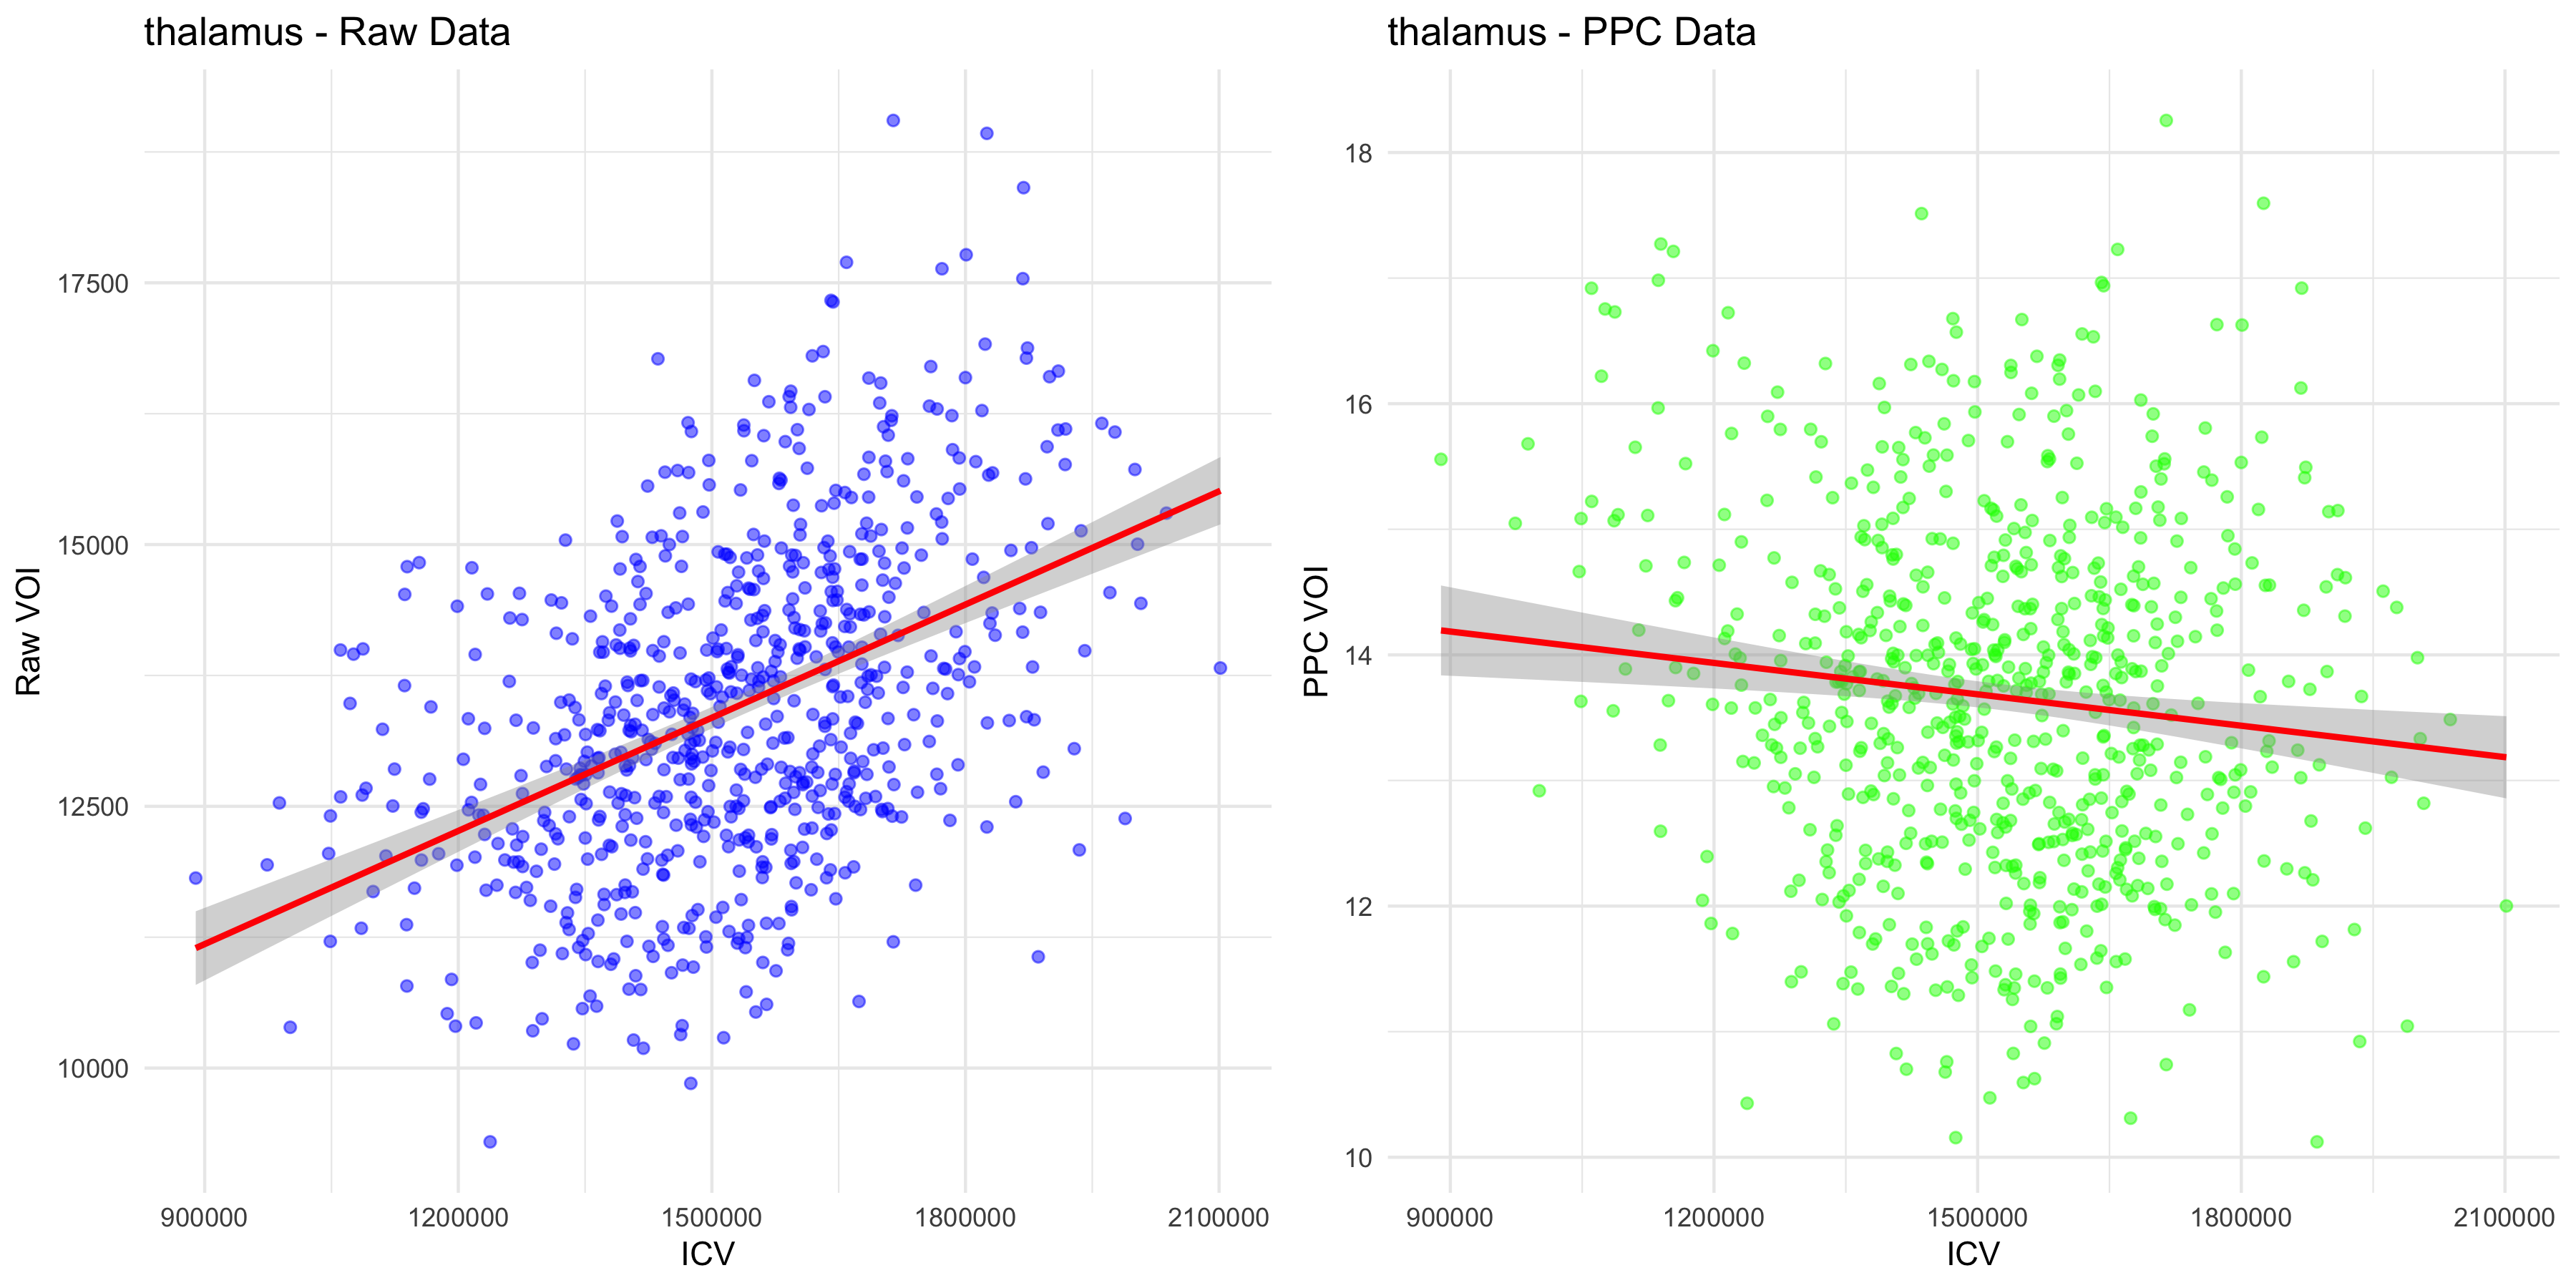 thalamus - Raw Data
Raw VOI
17500
15000
12500
10000
900000 1200000 1500000 1800000 2100000
ICV
thalamus - PPC Data
PPC VOI
18
16
14
12
10
900000 1200000 1500000 1800000 2100000
ICV